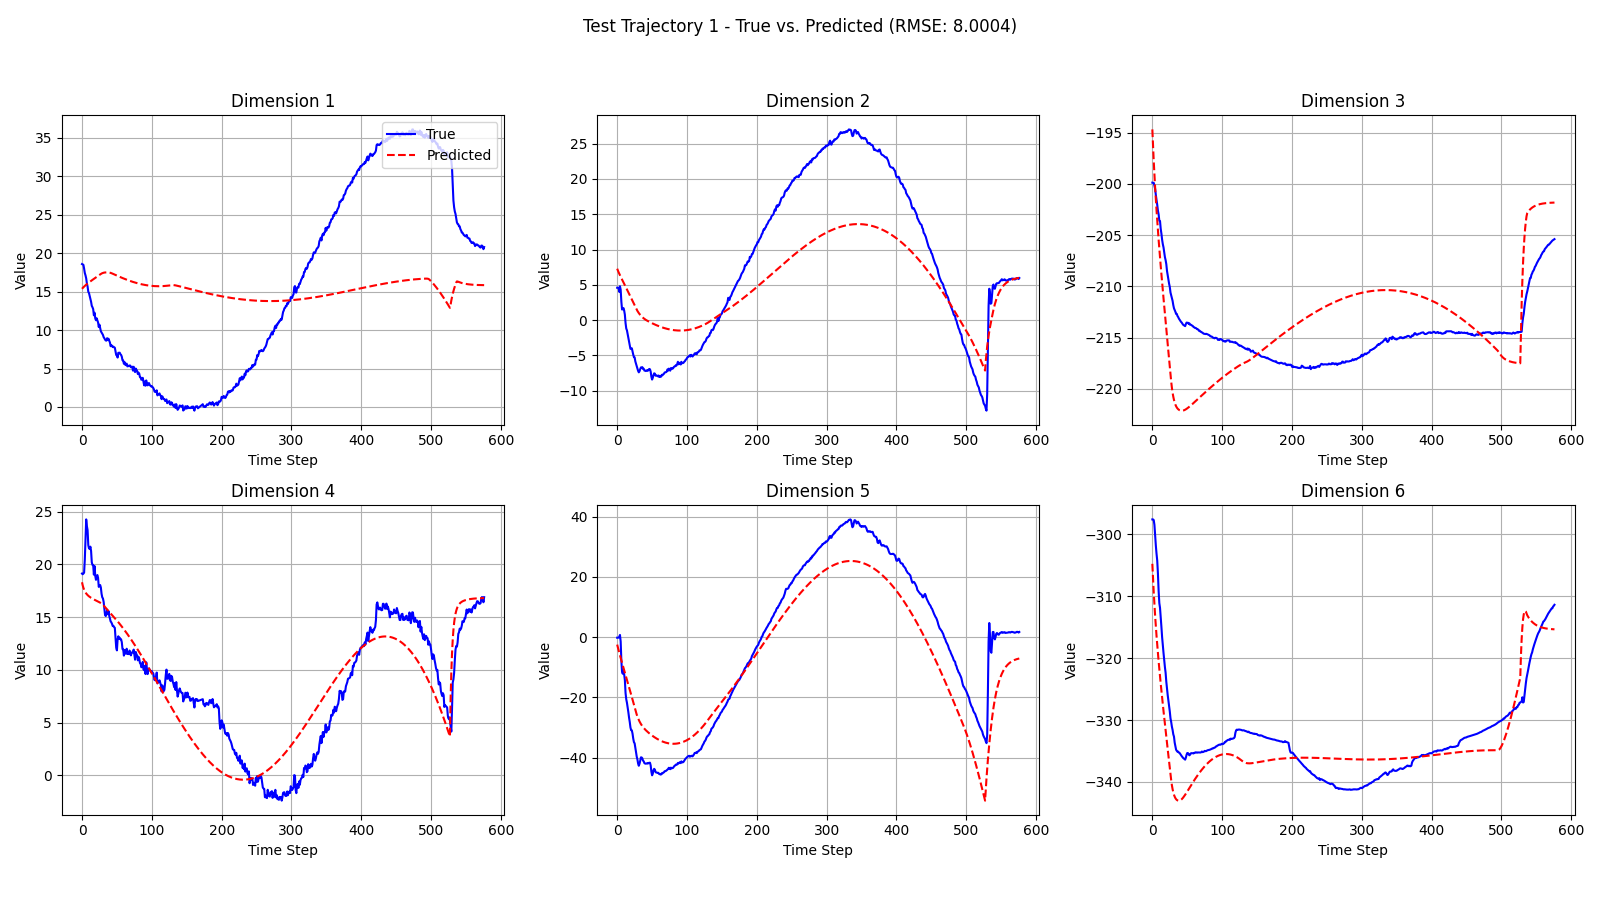 Test Trajectory 1 - True vs. Predicted (RMSE: 8.0004)
Dimension 1
35
30
25
20
15
10
5
0
Value
0 100 200 300 400 500 600
Time Step
True
Predicted
Dimension 2
25
20
15
10
5
0
−5
−10
Value
0 100 200 300 400 500 600
Time Step
Dimension 3
−195
−200
−205
−210
−215
−220
Value
0 100 200 300 400 500 600
Time Step
Dimension 4
25
20
15
10
5
0
Value
0 100 200 300 400 500 600
Time Step
Dimension 5
40
20
0
−20
−40
Value
0 100 200 300 400 500 600
Time Step
Dimension 6
−300
−310
−320
−330
−340
Value
0 100 200 300 400 500 600
Time Step